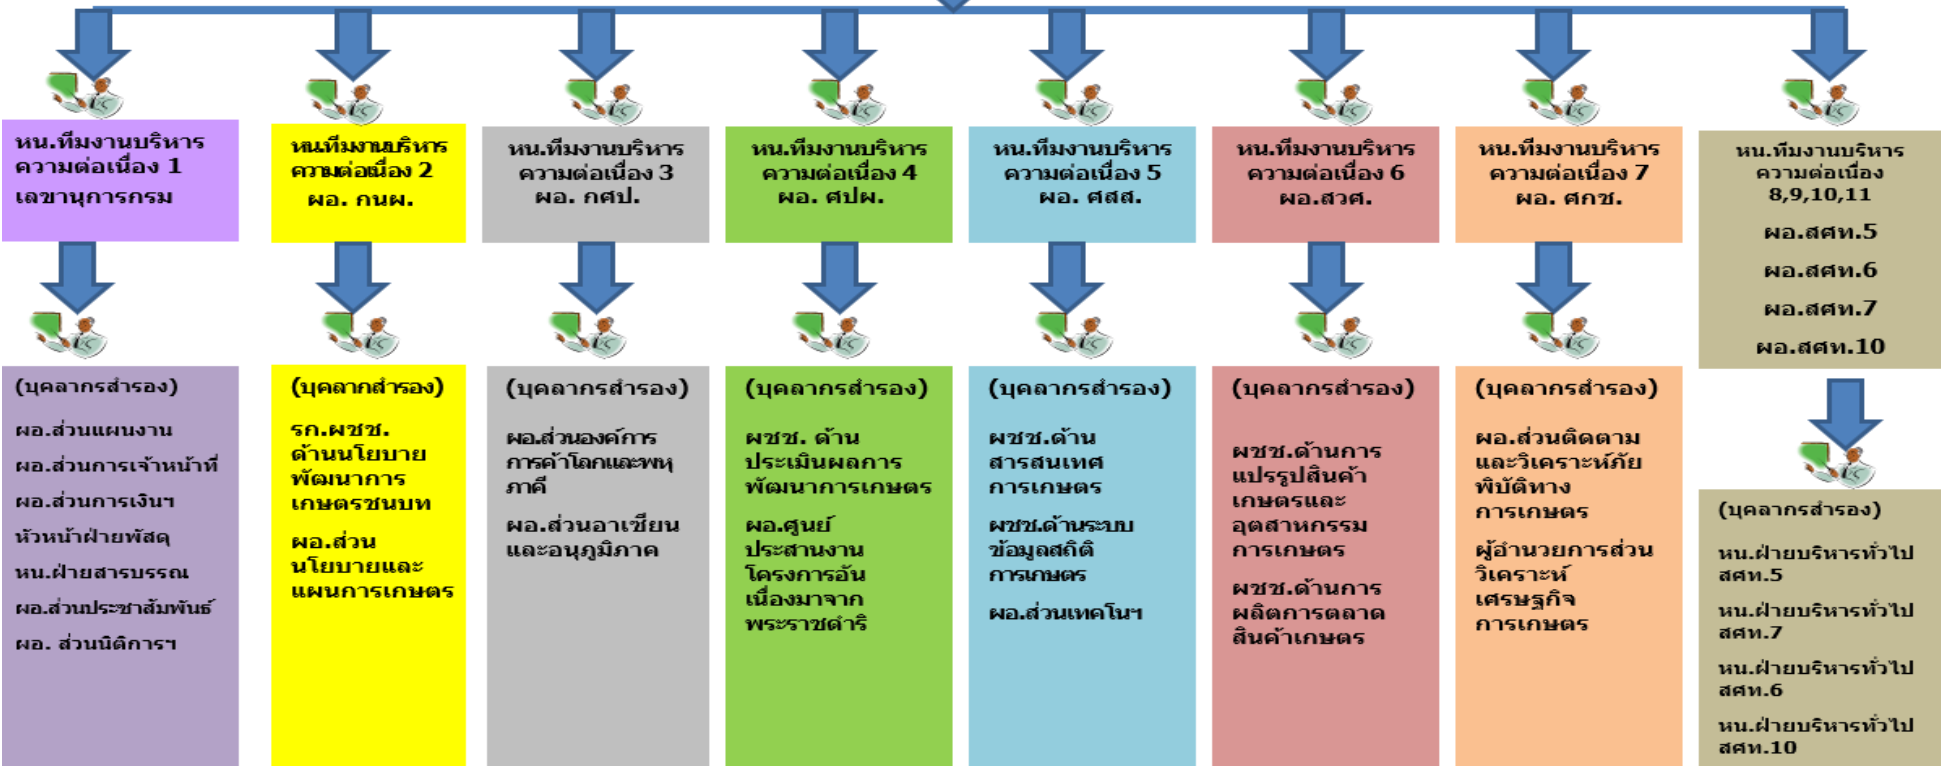 หน.ทีมงานบริหาร
ความต่อเนื่อง 1
เลขานุการกรม
หน.ทีมงานบริหาร
ความต่อเนื่อง 2
ผอ. กนผ.
หน.ทีมงานบริหาร
ความต่อเนื่อง 3
ผอ. กศป.
หน.ทีมงานบริหาร
ความต่อเนื่อง 4
ผอ. ศปผ.
หน.ทีมงานบริหาร
ความต่อเนื่อง 5
ผอ. ศสส.
หน.ทีมงานบริหาร
ความต่อเนื่อง 6
ผอ.สวศ.
หน.ทีมงานบริหาร
ความต่อเนื่อง 7
ผอ. ศกช.
หน.ทีมงานบริหาร
ความต่อเนื่อง
8,9,10,11
ผอ.สศท.5
ผอ.สศท.6
ผอ.สศท.7
ผอ.สศท.10
(บุคลากรสำรอง)
ผอ.ส่วนแผนงาน
ผอ.ส่วนการเจ้าหน้าที่
ผอ.ส่วนการเงินฯ
หัวหน้าฝ่ายพัสดุ
หน.ฝ่ายสารบรรณ
ผอ.ส่วนประชาสัมพันธ์
ผอ. ส่วนนิติการฯ
(บุคลากสำรอง)
รก.ผชช.
ด้านนโยบาย
พัฒนาการ
เกษตรชนบท
ผอ.ส่วน
นโยบายและ
แผนการเกษตร
(บุคลากรสำรอง)
ผอ.ส่วนองค์การ
การค้าโลกและพหุ
ภาคี
ผอ.ส่วนอาเซียน
และอนุภูมิภาค
(บุคลากรสำรอง)
ผชช. ด้าน
ประเมินผลการ
พัฒนาการเกษตร
ผอ.ศูนย์
ประสานงาน
โครงการอัน
เนื่องมาจาก
พระราชดำริ
(บุคลากรสำรอง)
ผชช.ด้าน
สารสนเทศ
การเกษตร
ผชช.ด้านระบบ
ข้อมูลสถิติ
การเกษตร
ผอ.ส่วนเทคโนฯ
(บุคลากรสำรอง)
ผชช.ด้านการ
แปรรูปสินค้า
เกษตรและ
อุตสาหกรรม
การเกษตร
ผชช.ด้านการ
ผลิตการตลาด
สินค้าเกษตร
(บุคลากรสำรอง)
ผอ.ส่วนติดตาม
และวิเคราะห์ภัย
พิบัติทาง
การเกษตร
ผู้อำนวยการส่วน
วิเคราะห์
เศรษฐกิจ
การเกษตร
(บุคลากรสำรอง)
หน.ฝ่ายบริหารทั่วไป
สศท.5
หน.ฝ่ายบริหารทั่วไป
สศท.7
หน.ฝ่ายบริหารทั่วไป
สศท.6
หน.ฝ่ายบริหารทั่วไป
สศท.10